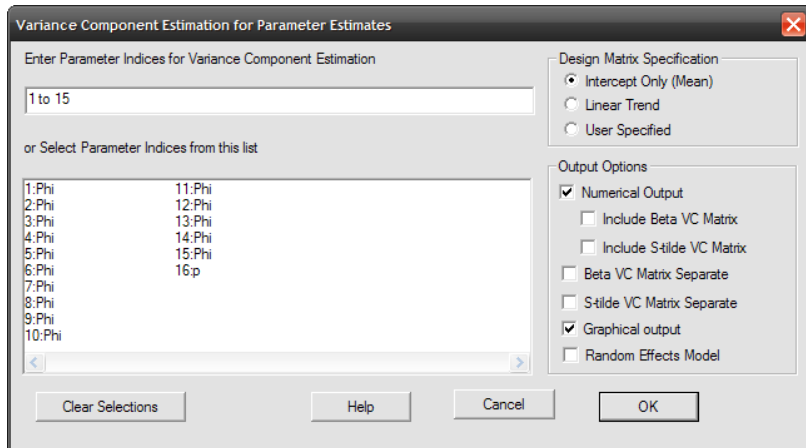 Variance Component Estimation for Parameter Estimates
Enter Parameter Indices for Variance Component Estimation
1 to 15
or Select Parameter Indices from this list
1:Phi 11:Phi
2:Phi 12:Phi
3:Phi 13:Phi
4:Phi 14:Phi
5:Phi 15:Phi
6:Phi 16:p
7:Phi
8:Phi
9:Phi
10:Phi
Design Matrix Specification
Intercept Only (Mean)
Linear Trend
User Specified
Output Options
Numerical Output
Include Beta VC Matrix
Include S-tilde VC Matrix
Beta VC Matrix Separate
S-tilde VC Matrix Separate
Graphical output
Random Effects Model
Clear Selections
Help
Cancel
OK